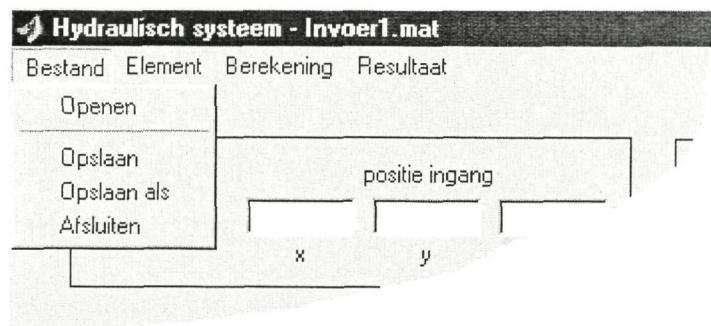 Hydraulisch systeem - Invoer1.mat
Bestand Element Berekening Resultaat
Openen
Opslaan
positie ingang
Opslaan als
Afsluiten
x y